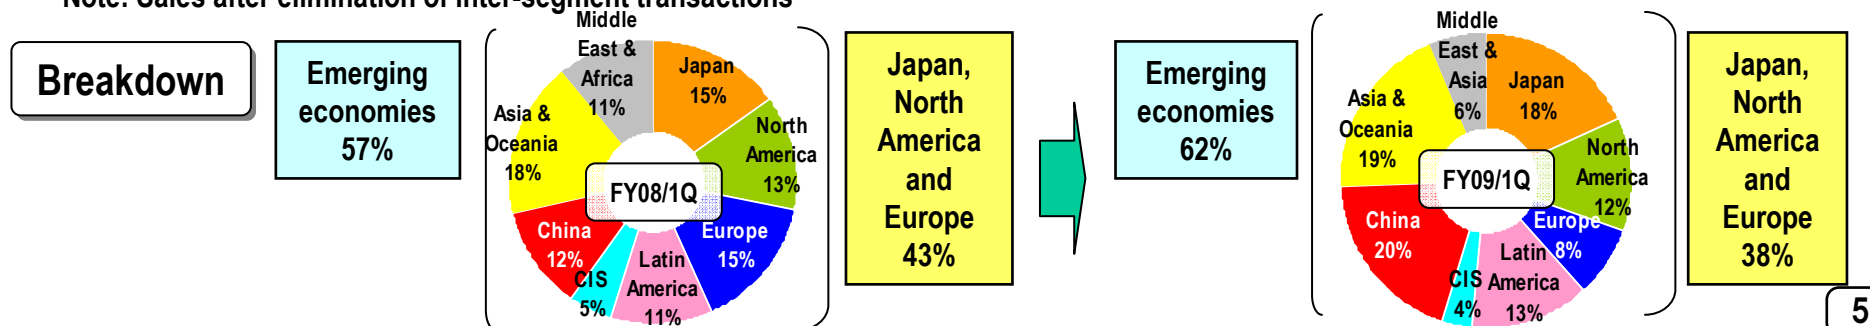 Note: Sales after elimination of inter-segment transactions
Breakdown
Emerging
economies
57%
Middle
East &
Africa
11%
Japan
15%
North
America
13%
Europe
15%
Latin
America
11%
CIS
5%
China
12%
Asia &
Oceania
18%
FY08/1Q
Japan,
North
America
and
Europe
43%
Emerging
economies
62%
Middle
East &
Asia
6%
Japan
18%
North
America
12%
Europe
8%
Latin
America
13%
CIS
4%
China
20%
Asia &
Oceania
19%
FY09/1Q
Japan,
North
America
and
Europe
38%
5